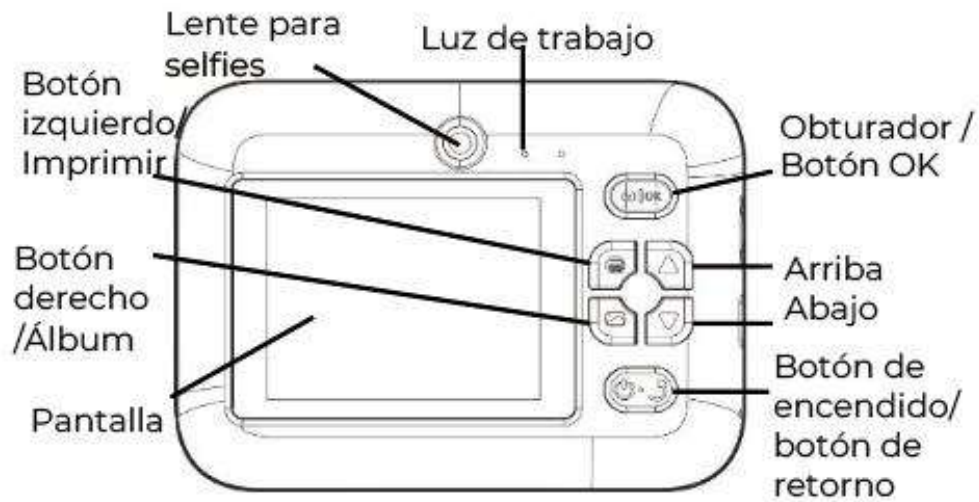 Lente para
selfies
Luz de trabajo
Botón
izquierdo/
Imprimir
Obturador /
Botón OK
OK
Botón
derecho
/Álbum
Arriba
Abajo
Pantalla
Botón de
encendido/
botón de
retorno